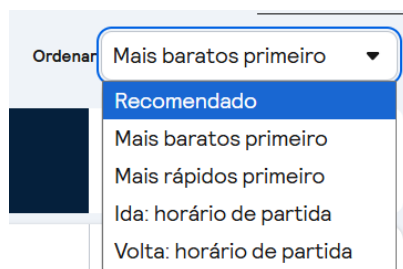 Ordenar Mais baratos primeiro
Recomendado
Mais baratos primeiro
Mais rápidos primeiro
Ida: horário de partida
Volta: horário de partida